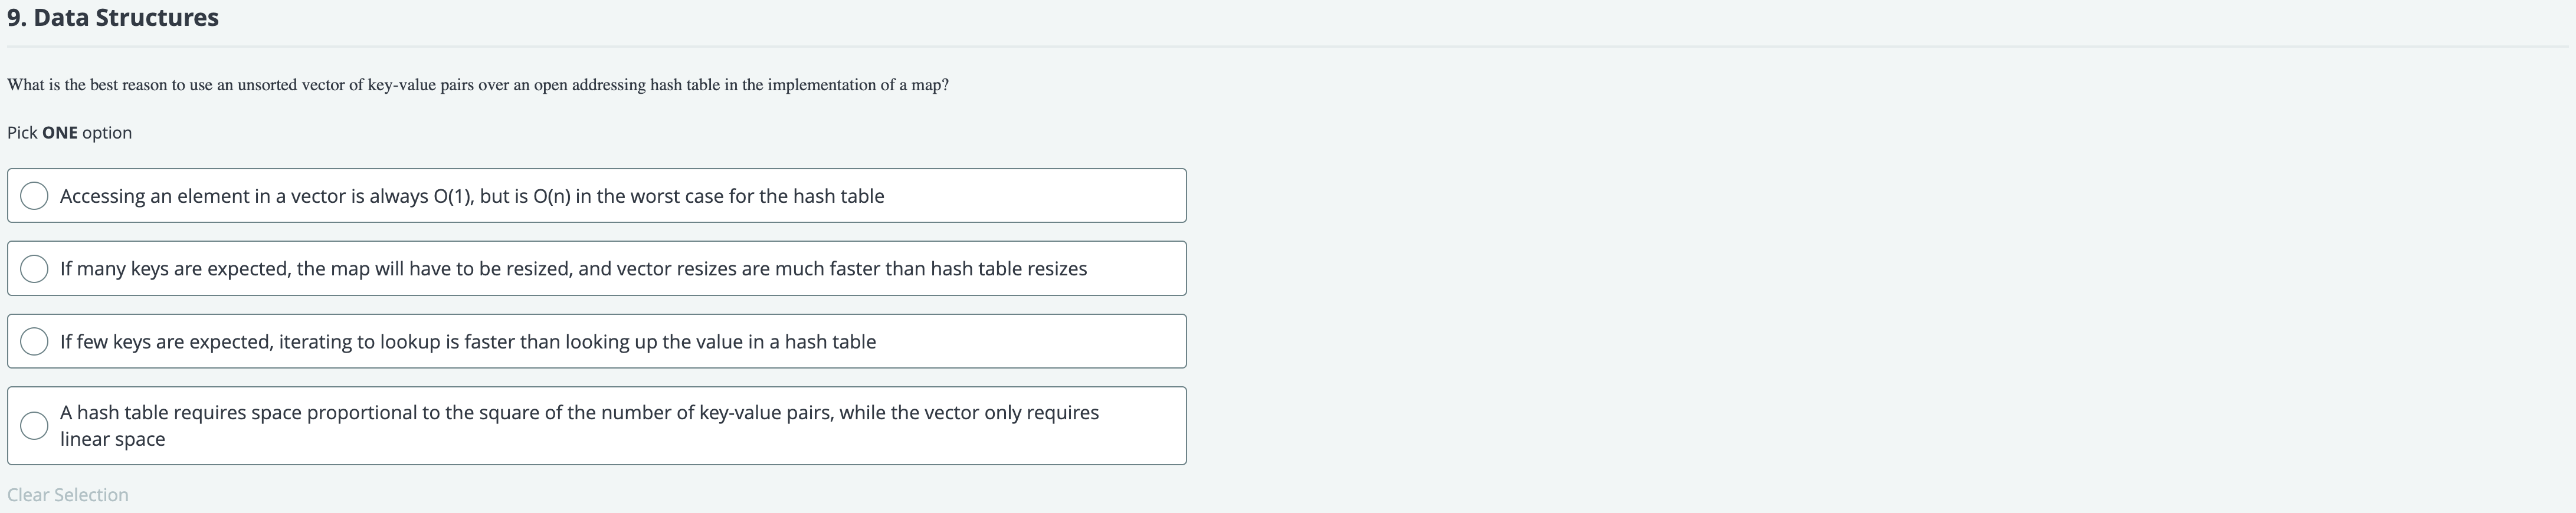 9. Data Structures
What is the best reason to use an unsorted vector of key-value pairs over an open addressing hash table in the implementation of a map?
Pick ONE option
Accessing an element in a vector is always O(1), but is O(n) in the worst case for the hash table
If many keys are expected, the map will have to be resized, and vector resizes are much faster than hash table resizes
If few keys are expected, iterating to lookup is faster than looking up the value in a hash table
A hash table requires space proportional to the square of the number of key-value pairs, while the vector only requires
linear space
Clear Selection